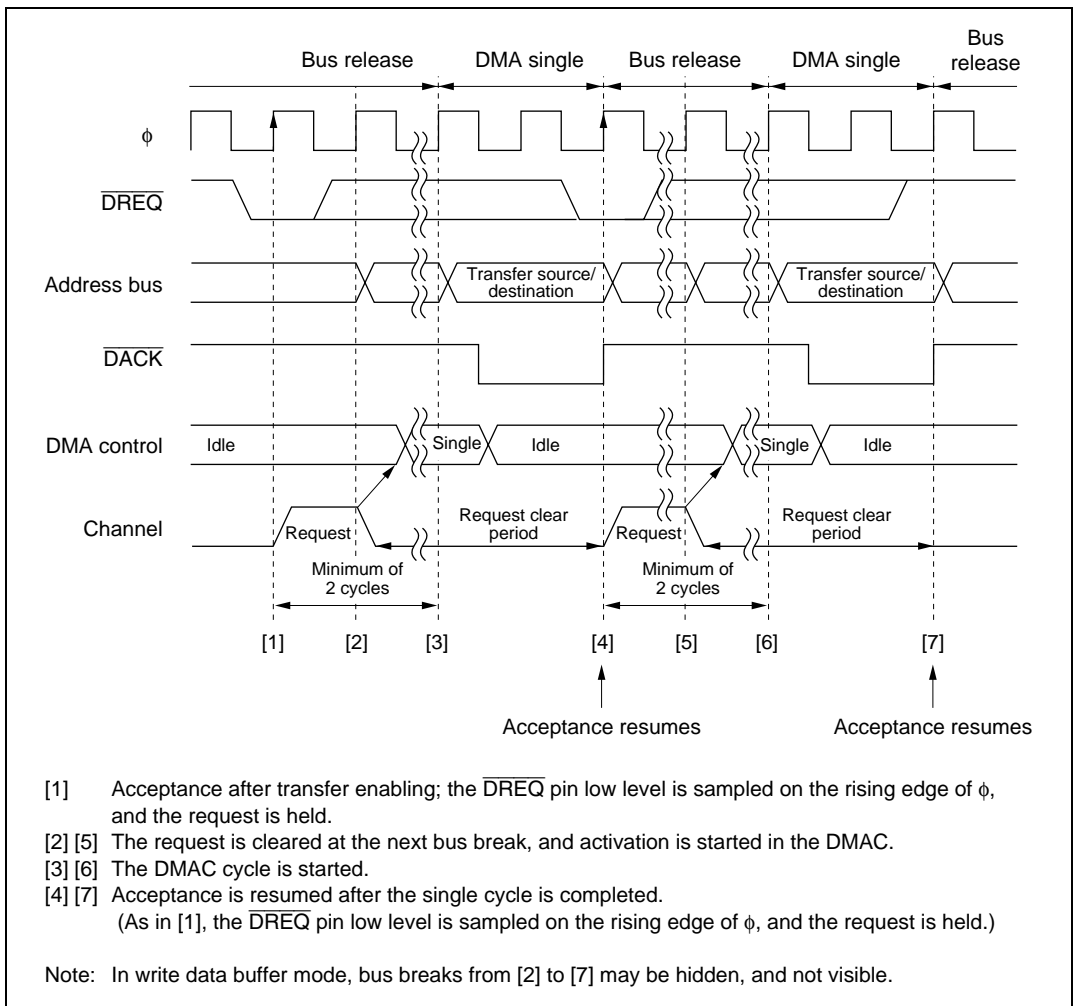 Bus release DMA single Bus release DMA single Bus release
φ
DREQ
Address bus Transfer source/ destination Transfer source/ destination
DACK
DMA control Idle Single Idle Single Idle
Channel Request Request clear period Request Request clear period
Minimum of 2 cycles Minimum of 2 cycles
[1] [2] [3] [4] [5] [6] [7]
Acceptance resumes Acceptance resumes
[1] Acceptance after transfer enabling; the DREQ pin low level is sampled on the rising edge of φ,
and the request is held.
[2] [5] The request is cleared at the next bus break, and activation is started in the DMAC.
[3] [6] The DMAC cycle is started.
[4] [7] Acceptance is resumed after the single cycle is completed.
(As in [1], the DREQ pin low level is sampled on the rising edge of φ, and the request is held.)
Note: In write data buffer mode, bus breaks from [2] to [7] may be hidden, and not visible.